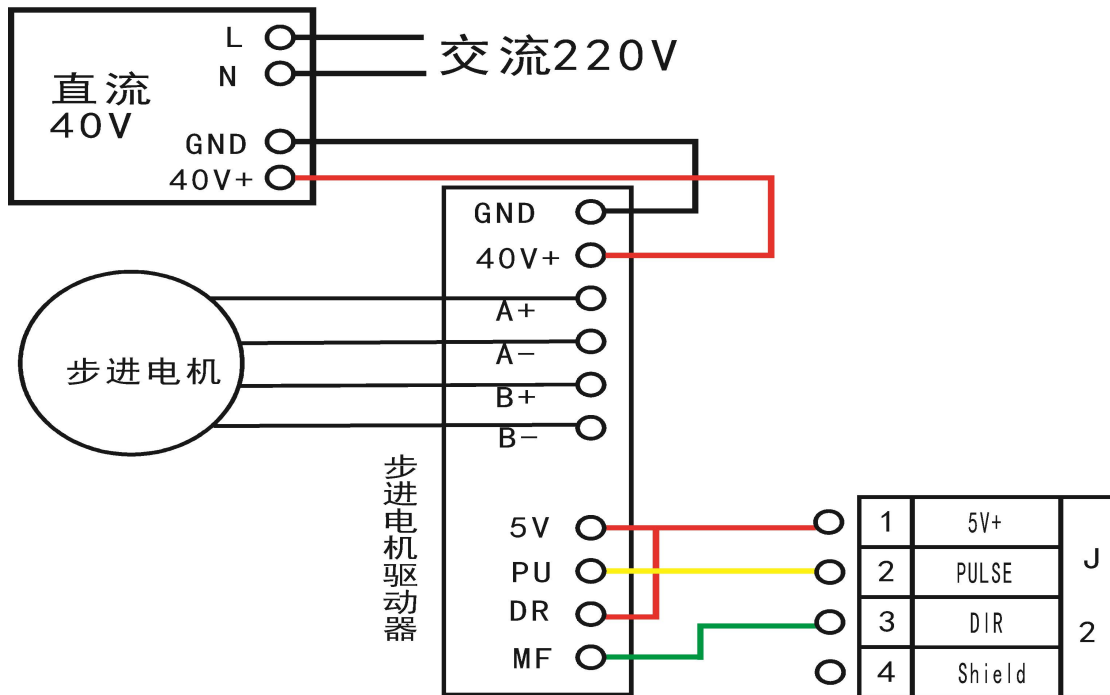 L
N
交流220V
直流
40V
GND
40V+
GND
40V+
A+
A-
B+
B-
步进电机
步进电机驱动器
5V
PU
DR
MF
1 5V+
2 PULSE
3 DIR
4 Shield
J
2